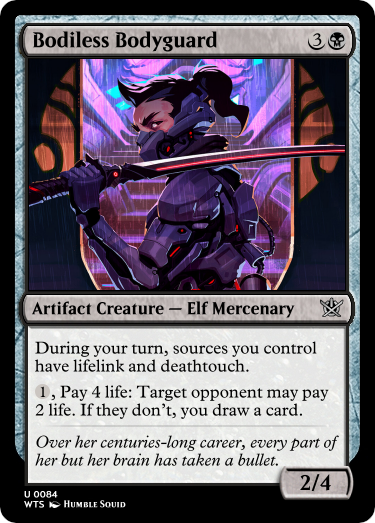 Bodiless Bodyguard 3
Artifact Creature — Elf Mercenary
During your turn, sources you control
have lifelink and deathtouch.
1, Pay 4 life: Target opponent may pay
2 life. If they don't, you draw a card.
Over her centuries-long career, every part of
her but her brain has taken a bullet.
2/4
U 0084
WTS Humble Squid